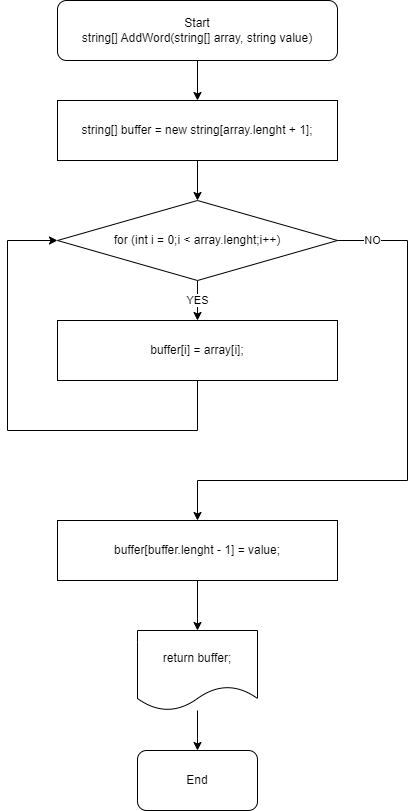 Start
string[] AddWord(string[] array, string value)
string[] buffer = new string[array.lenght + 1];
for (int i = 0;i < array.lenght;i++)
NO
YES
buffer[i] = array[i];
buffer[buffer.lenght - 1] = value;
return buffer;
End